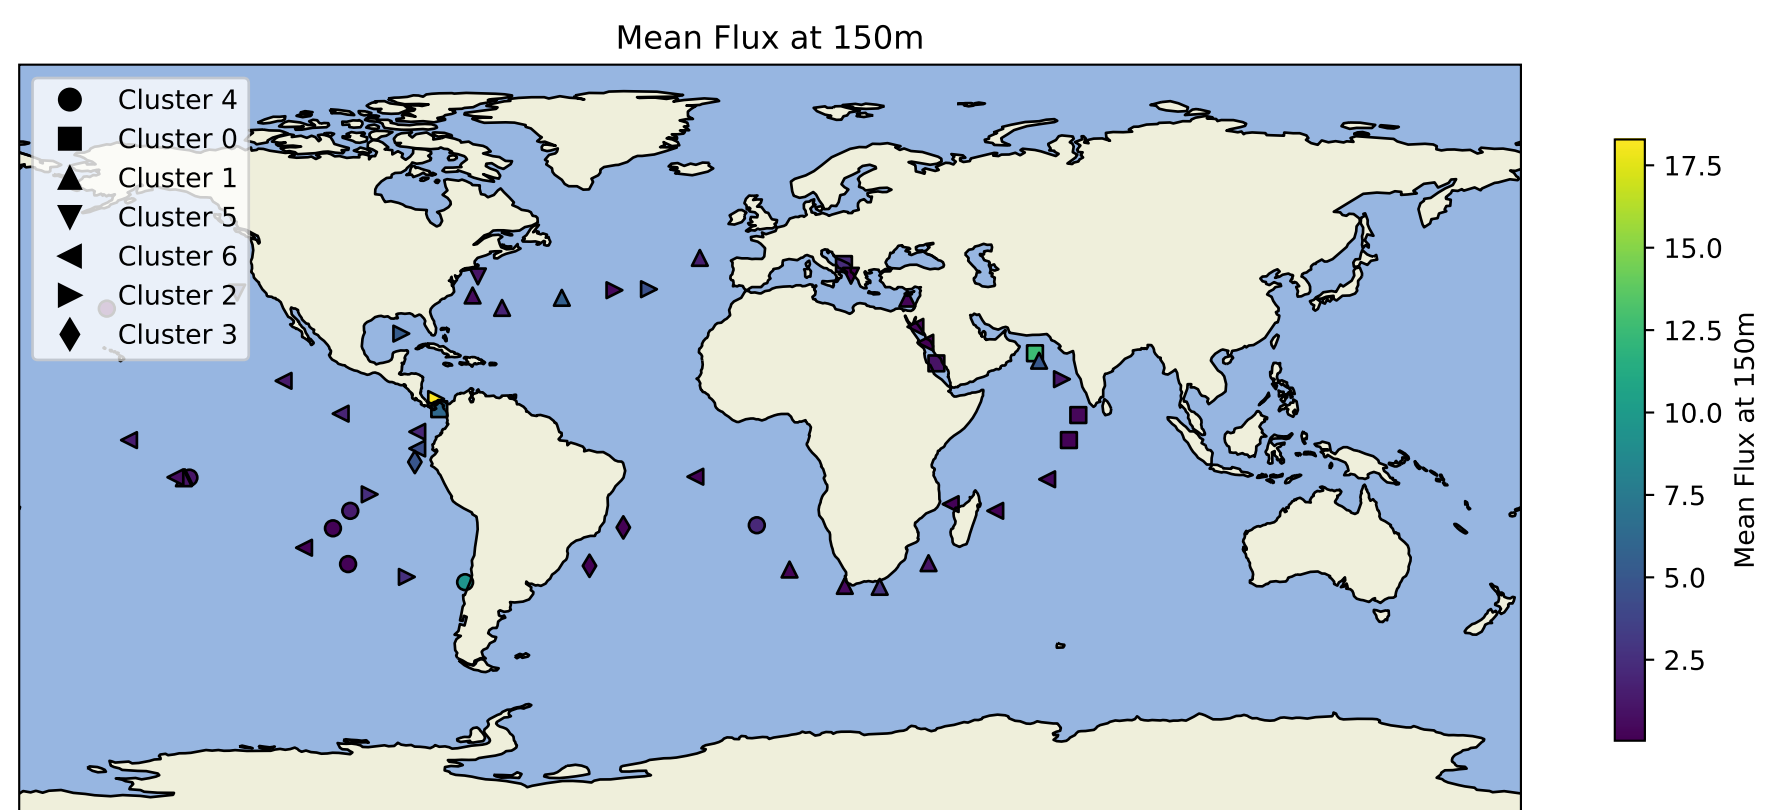 Mean Flux at 150m
Cluster 4
Cluster 0
Cluster 1
Cluster 5
Cluster 6
Cluster 2
Cluster 3
17.5
15.0
12.5
10.0
7.5
5.0
2.5
Mean Flux at 150m